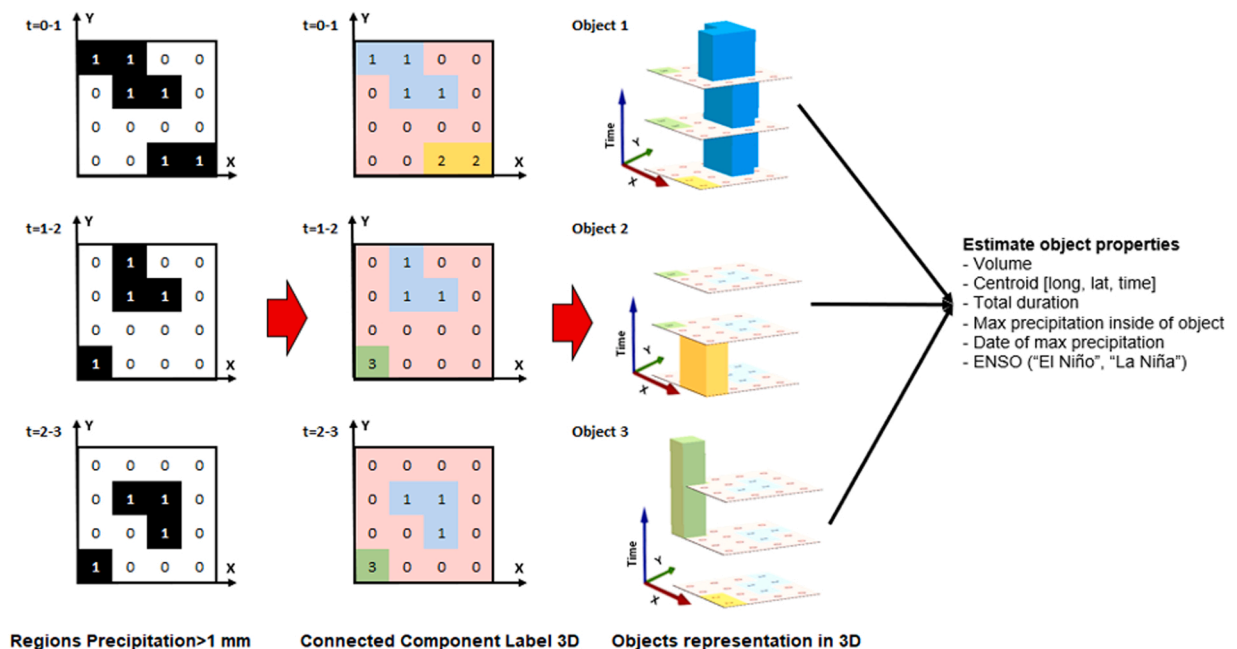 Y
t=0-1
1 1 0 0
0 1 1 0
0 0 0 0
0 0 1 1
X
Y
t=1-2
0 1 0 0
0 1 1 0
0 0 0 0
1 0 0 0
X
Y
t=2-3
0 0 0 0
0 1 1 0
0 0 1 0
1 0 0 0
X
Regions Precipitation>1 mm
Y
t=0-1
1 1 0 0
0 1 1 0
0 0 0 0
0 0 2 2
X
Y
t=1-2
0 1 0 0
0 1 1 0
0 0 0 0
3 0 0 0
X
Y
t=2-3
0 0 0 0
0 1 1 0
0 0 1 0
3 0 0 0
X
Connected Component Label 3D
Object 1
Time
Y
X
Object 2
Time
Y
X
Object 3
Time
Y
X
Objects representation in 3D
Estimate object properties
- Volume
- Centroid [long, lat, time]
- Total duration
- Max precipitation inside of object
- Date of max precipitation
- ENSO (“El Niño”, “La Niña”)